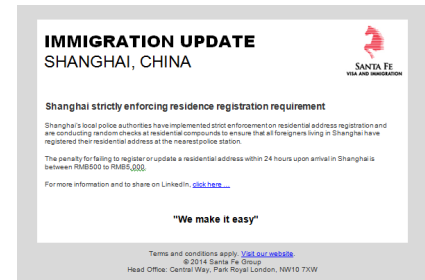 IMMIGRATION UPDATE
SHANGHAI, CHINA
SANTA FE
VISA AND IMMIGRATION
Shanghai strictly enforcing residence registration requirement
Shanghai's local police authorities have implemented strict enforcement on residential address registration and
are conducting random checks at residential compounds to ensure that all foreigners living in Shanghai have
registered their residential address at the nearest police station.
The penalty for failing to register or update a residential address within 24 hours upon arrival in Shanghai is
between RMB500 to RMB5,000.
For more information and to share on LinkedIn, click here ...
"We make it easy"
Terms and conditions apply. Visit our website.
© 2014 Santa Fe Group
Head Office: Central Way, Park Royal London, NW10 7XW